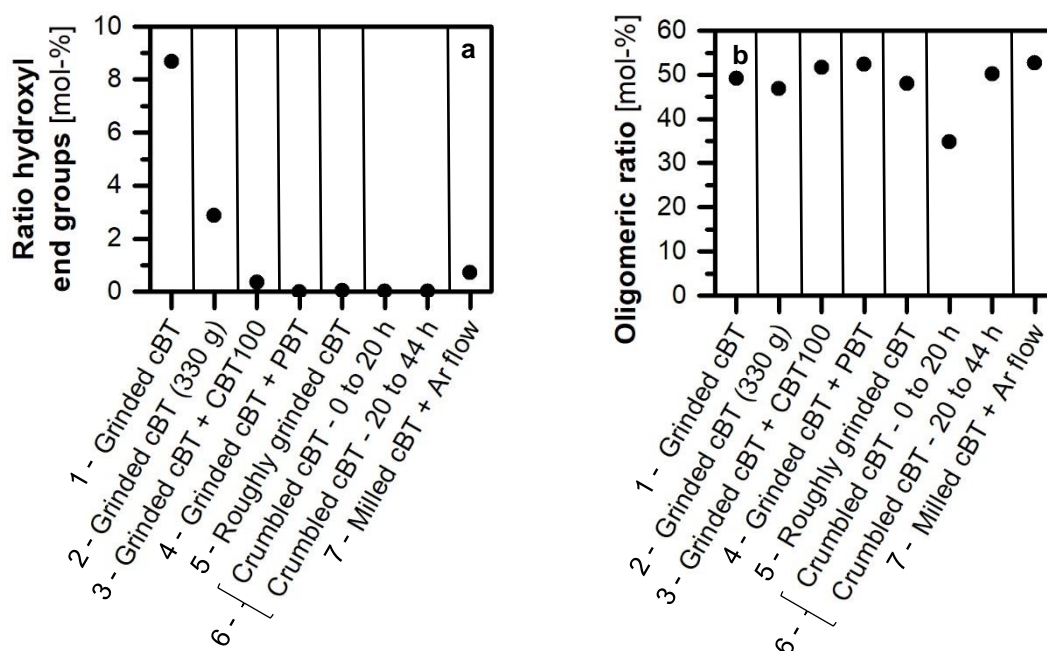 Ratio hydroxyl
end groups [mol-%]
10
8
6
4
2
0
a
1 - Grinded cBT
2 - Grinded cBT (330 g)
3 - Grinded cBT + CBT100
4 - Grinded cBT + PBT
5 - Roughly grinded cBT
6 -
Crumbled cBT - 0 to 20 h
Crumbled cBT - 20 to 44 h
7 - Milled cBT + Ar flow
Oligomeric ratio [mol-%]
60
50
40
30
20
10
0
b
1 - Grinded cBT
2 - Grinded cBT (330 g)
3 - Grinded cBT + CBT100
4 - Grinded cBT + PBT
5 - Roughly grinded cBT
6 -
Crumbled cBT - 0 to 20 h
Crumbled cBT - 20 to 44 h
7 - Milled cBT + Ar flow